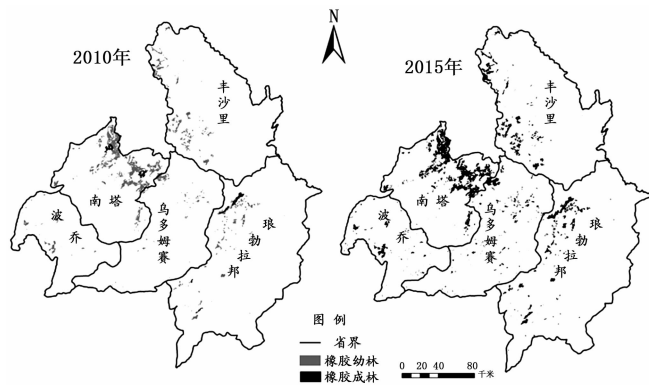 2010年
N
2015年
丰沙里
南塔
波乔
乌多姆赛
琅勃拉邦
丰沙里
南塔
波乔
乌多姆赛
琅勃拉邦
图 例
省界
橡胶幼林
橡胶成林
0 20 40 80
千米